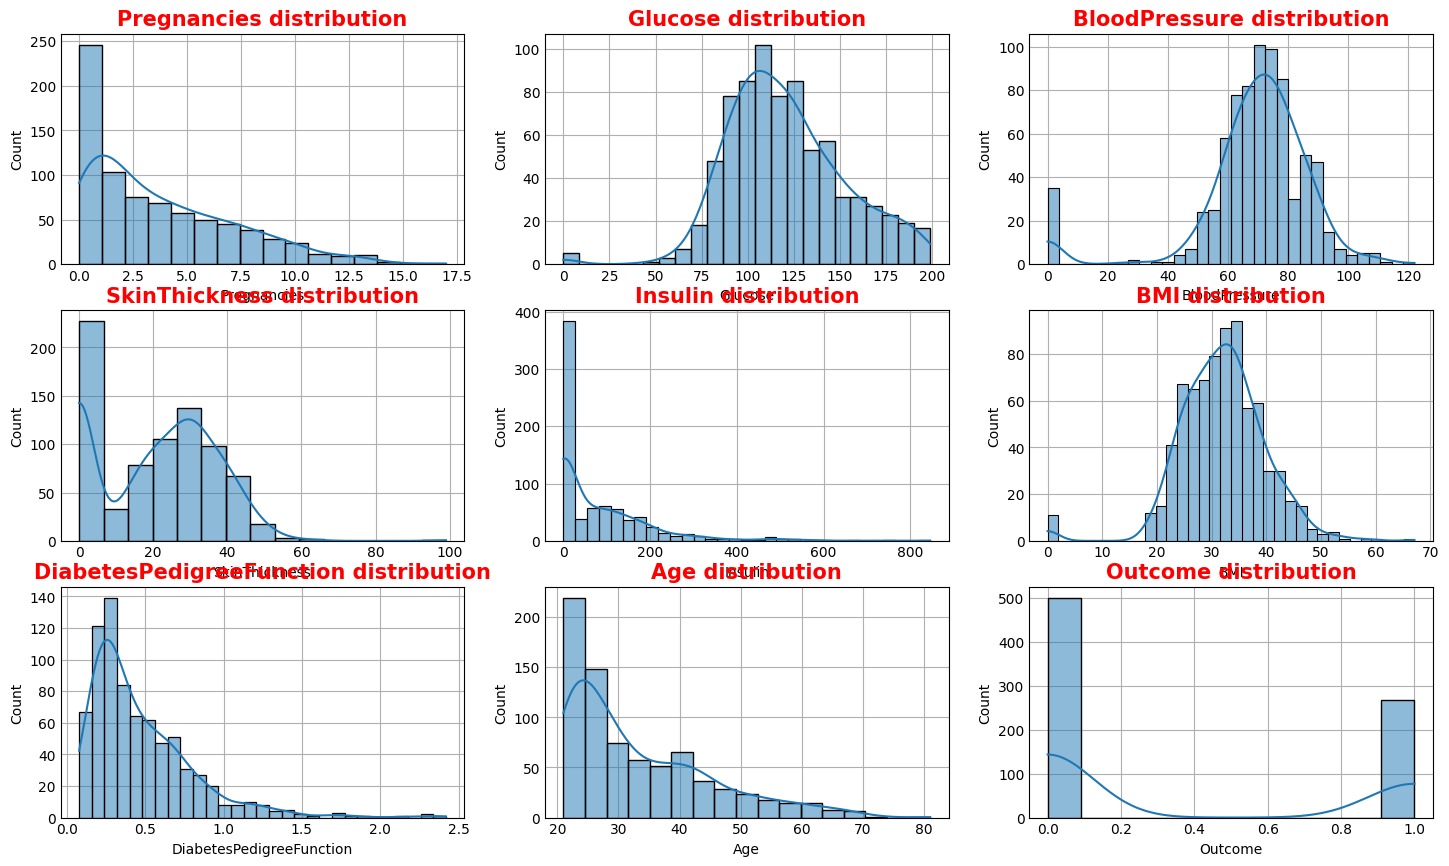 Pregnancies distribution
250
200
150
100
50
0
Count
0.0 2.5 5.0 7.5 10.0 12.5 15.0 17.5
Pregnancies
Glucose distribution
100
80
60
40
20
0
Count
0 25 50 75 100 125 150 175 200
Glucose
BloodPressure distribution
100
80
60
40
20
0
Count
0 20 40 60 80 100 120
BloodPressure
SkinThickness distribution
200
150
100
50
0
Count
0 20 40 60 80 100
SkinThickness
Insulin distribution
400
300
200
100
0
Count
0 200 400 600 800
Insulin
BMI distribution
80
60
40
20
0
Count
0 10 20 30 40 50 60 70
BMI
DiabetesPedigreeFunction distribution
140
120
100
80
60
40
20
0
Count
0.0 0.5 1.0 1.5 2.0 2.5
DiabetesPedigreeFunction
Age distribution
200
150
100
50
0
Count
20 30 40 50 60 70 80
Age
Outcome distribution
500
400
300
200
100
0
Count
0.0 0.2 0.4 0.6 0.8 1.0
Outcome